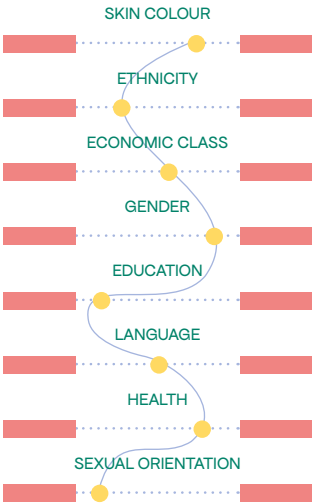 SKIN COLOUR
ETHNICITY
ECONOMIC CLASS
GENDER
EDUCATION
LANGUAGE
HEALTH
SEXUAL ORIENTATION